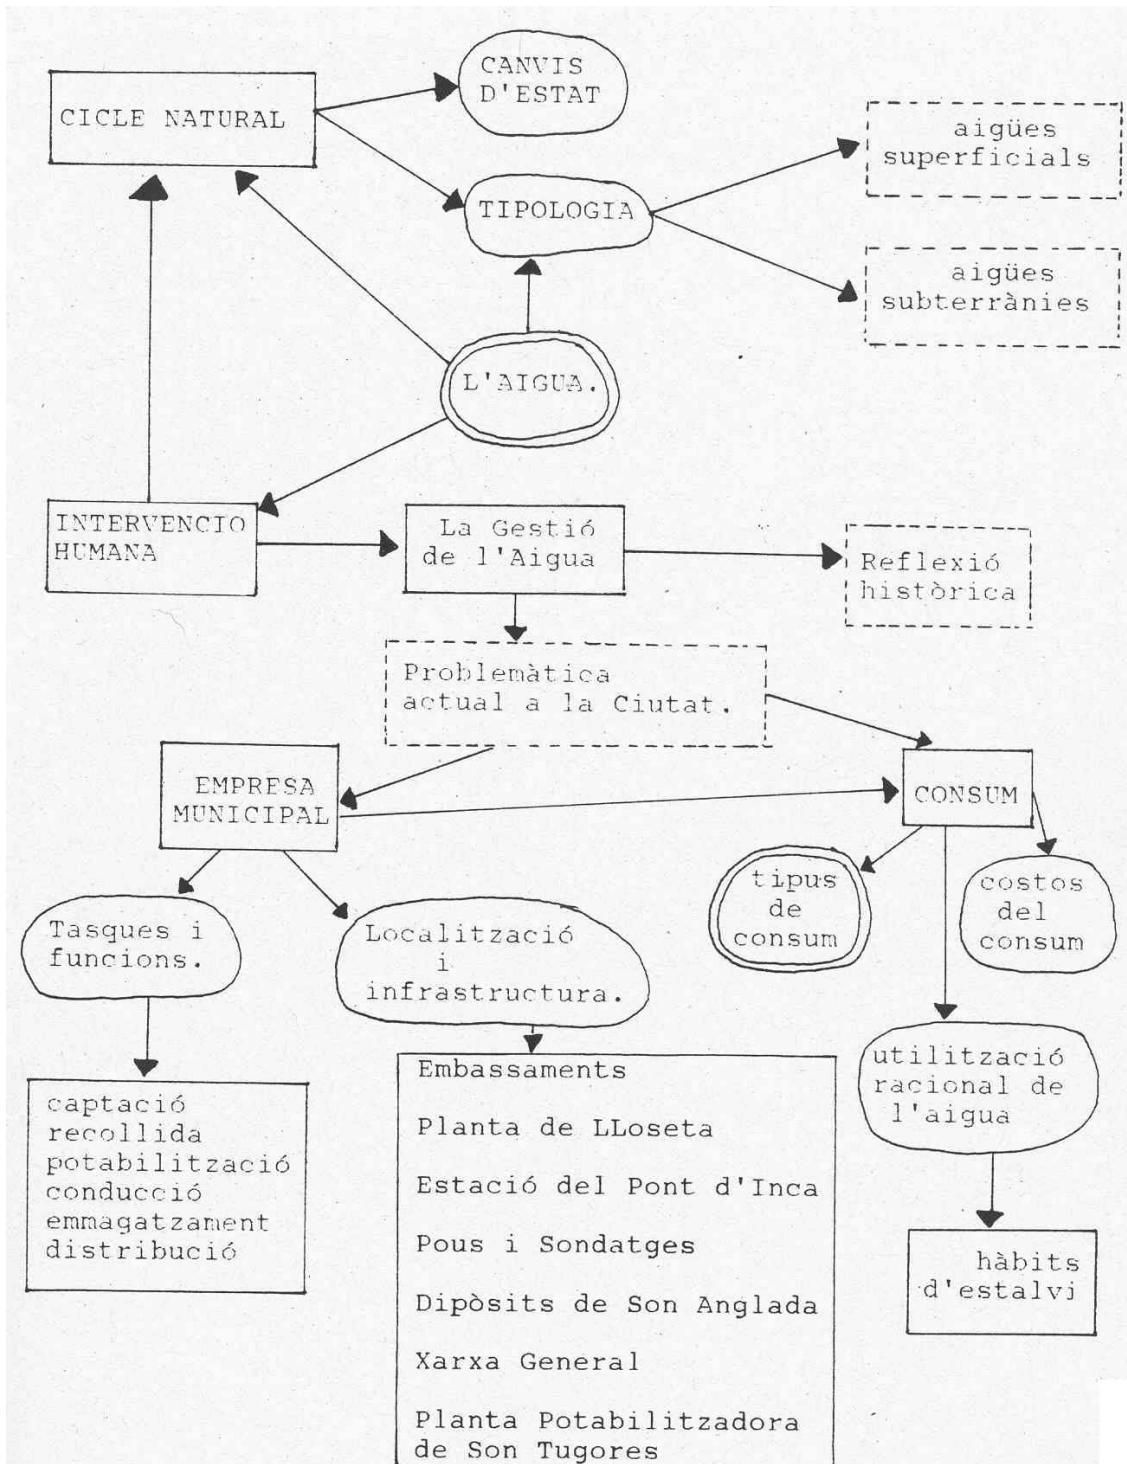 CANVIS
D'ESTAT
CICLE NATURAL
aigües
superficials
TIPOLOGIA
aigües
subterrànies
L'AIGUA.
INTERVENCIO
HUMANA
La Gestió
de l'Aigua
Reflexió
històrica
Problemàtica
actual a la Ciutat.
EMPRESA
MUNICIPAL
CONSUM
tipus
de
consum
costos
del
consum
Tasques i
funcions.
Localització
i
infrastructura.
utilització
racional de
l'aigua
captació
recollida
potabilització
conducció
emmagatzament
distribució
Embassaments
Planta de LLoseta
Estació del Pont d'Inca
Pous i Sondatges
Dipòsits de Son Anglada
Xarxa General
Planta Potabilitzadora
de Son Tugores
hàbits
d'estalvi